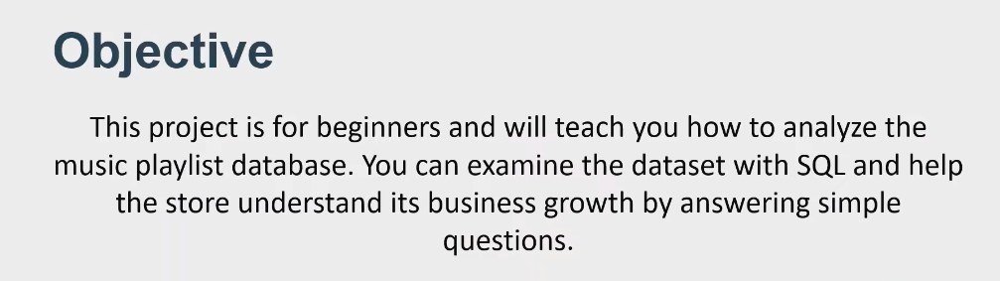 Objective
This project is for beginners and will teach you how to analyze the
music playlist database. You can examine the dataset with SQL and help
the store understand its business growth by answering simple
questions.